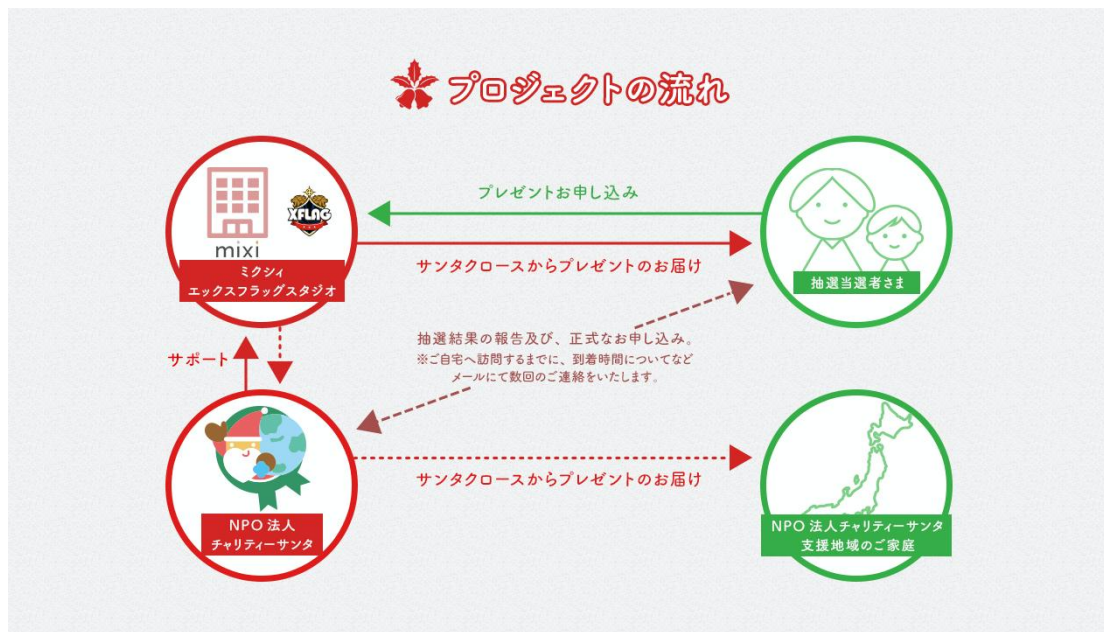 プロジェクトの流れ
mixi
XFLAG
ミクシィ
エックスフラッグスタジオ
プレゼントお申し込み
サンタクロースからプレゼントのお届け
抽選当選者さま
抽選結果の報告及び、正式なお申し込み。
※ご自宅へ訪問するまでに、到着時間についてなど
メールにて数回のご連絡をいたします。
サポート
NPO 法人
チャリティーサンタ
サンタクロースからプレゼントのお届け
NPO 法人チャリティーサンタ
支援地域のご家庭